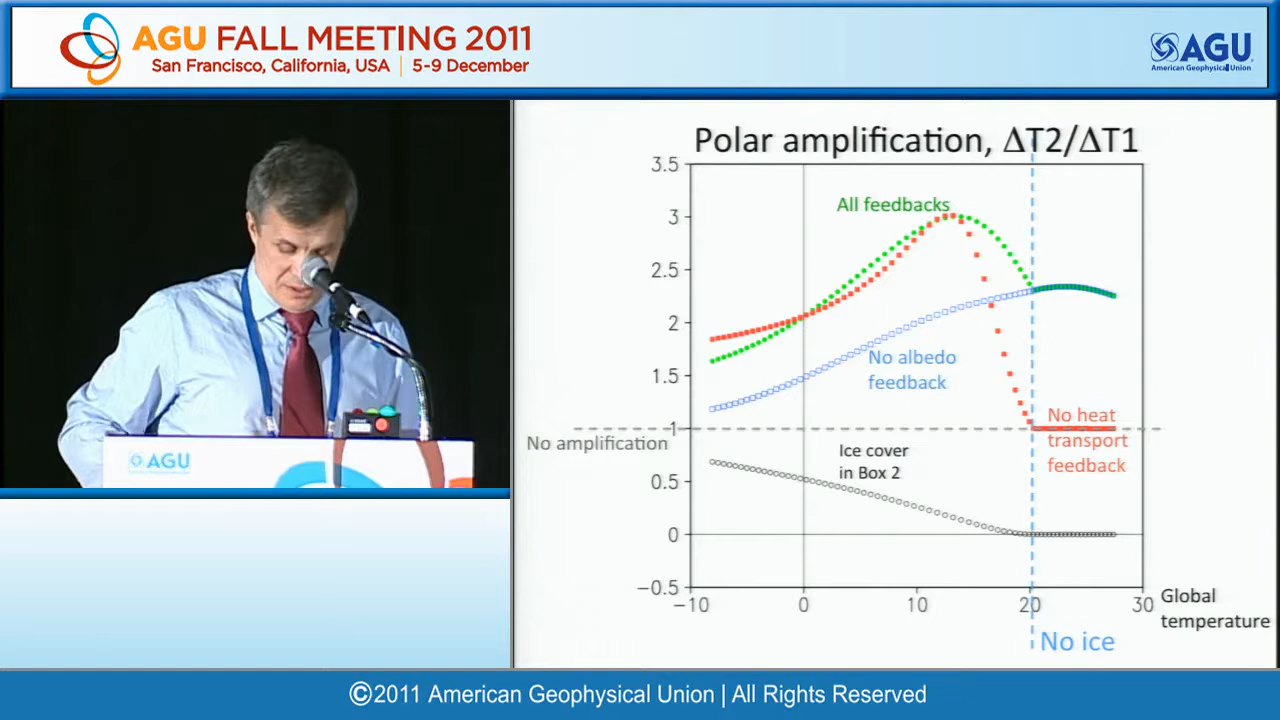 AGU FALL MEETING 2011
San Francisco, California, USA | 5-9 December
AGU
American Geophysical Union
AGU
Polar amplification, ΔT2/ΔT1
3.5
3
2.5
2
1.5
1
0.5
0
−0.5
All feedbacks
No albedo
feedback
No amplification
No heat
transport
feedback
Ice cover
in Box 2
−10
0
10
20
30
Global
temperature
No ice
©2011 American Geophysical Union | All Rights Reserved